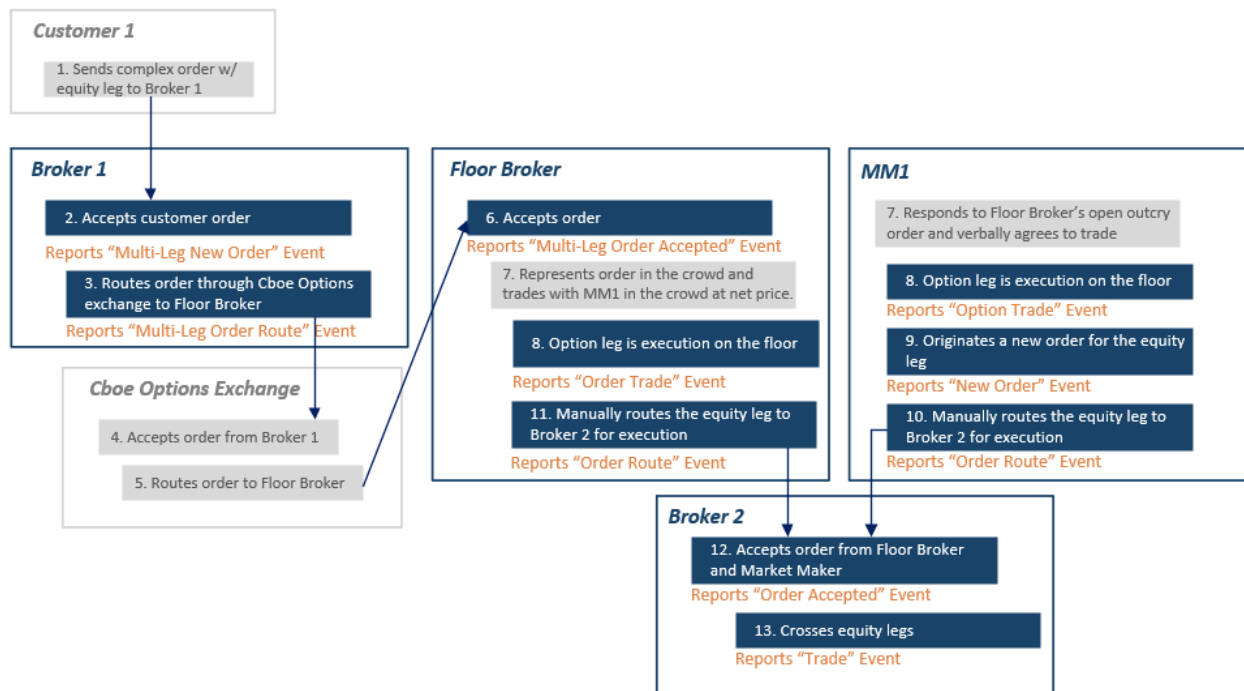 Customer 1
1. Sends complex order w/
equity leg to Broker 1
Broker 1
2. Accepts customer order
Reports “Multi-Leg New Order” Event
3. Routes order through Cboe Options
exchange to Floor Broker
Reports “Multi-Leg Order Route” Event
Cboe Options Exchange
4. Accepts order from Broker 1
5. Routes order to Floor Broker
Floor Broker
6. Accepts order
Reports “Multi-Leg Order Accepted” Event
7. Represents order in the crowd and
trades with MM1 in the crowd at net price.
8. Option leg is execution on the floor
Reports “Order Trade” Event
11. Manually routes the equity leg to
Broker 2 for execution
Reports “Order Route” Event
MM1
7. Responds to Floor Broker’s open outcry
order and verbally agrees to trade
8. Option leg is execution on the floor
Reports “Option Trade” Event
9. Originates a new order for the equity
leg
Reports “New Order” Event
10. Manually routes the equity leg to
Broker 2 for execution
Reports “Order Route” Event
Broker 2
12. Accepts order from Floor Broker
and Market Maker
Reports “Order Accepted” Event
13. Crosses equity legs
Reports “Trade” Event